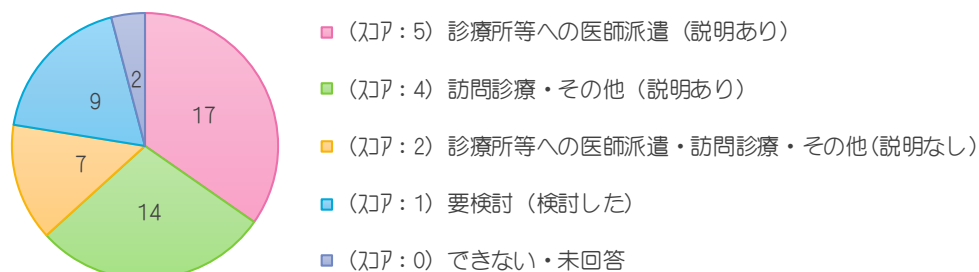 17
14
7
9
2
(ｽｺｱ：5) 診療所等への医師派遣 (説明あり)
(ｽｺｱ：4) 訪問診療・その他 (説明あり)
(ｽｺｱ：2) 診療所等への医師派遣・訪問診療・その他(説明なし)
(ｽｺｱ：1) 要検討 (検討した)
(ｽｺｱ：0) できない・未回答